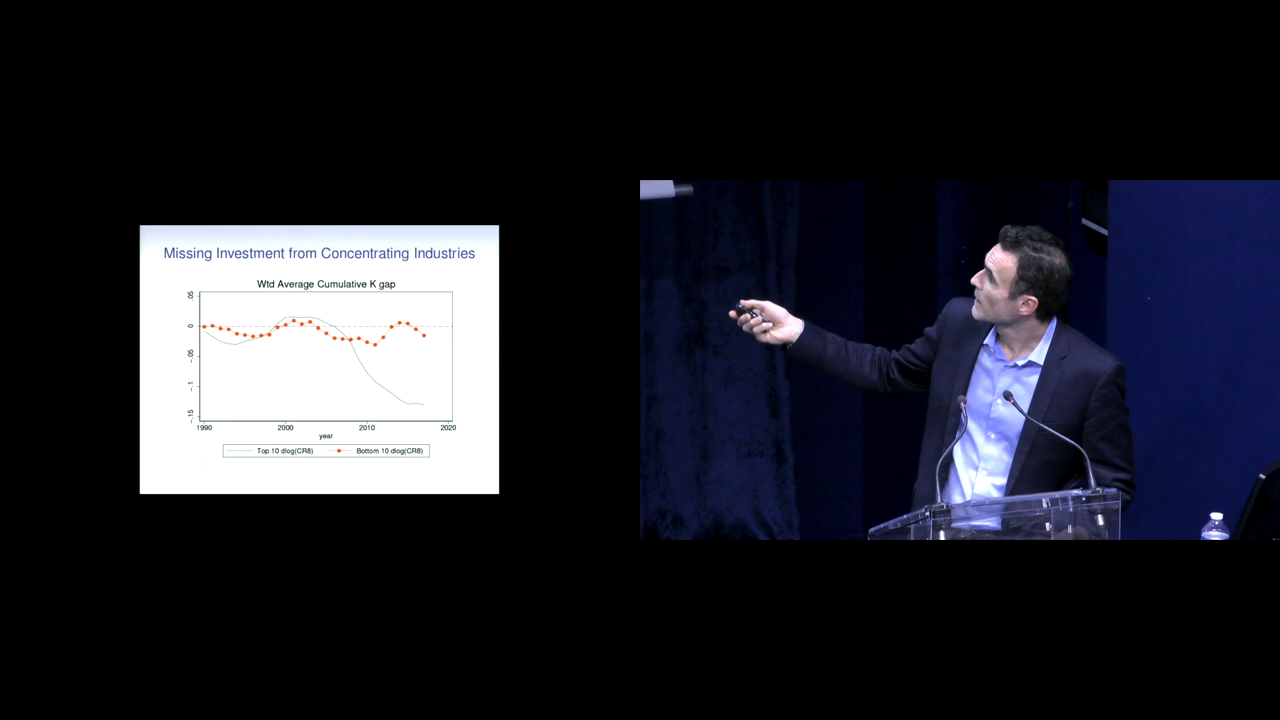 Missing Investment from Concentrating Industries
Wtd Average Cumulative K gap
.05
0
-.05
-.1
-.15
1990 2000 2010 2020
year
Top 10 dlog(CR8) Bottom 10 dlog(CR8)